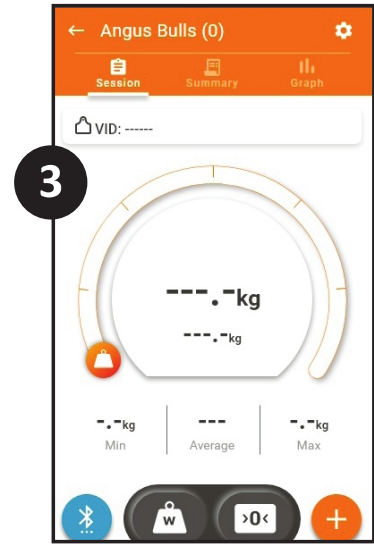 ← Angus Bulls (0)
Session Summary Graph
VID: ------
3
---.-kg
---.-kg
-.-kg --- -.-kg
Min Average Max
W >0< +